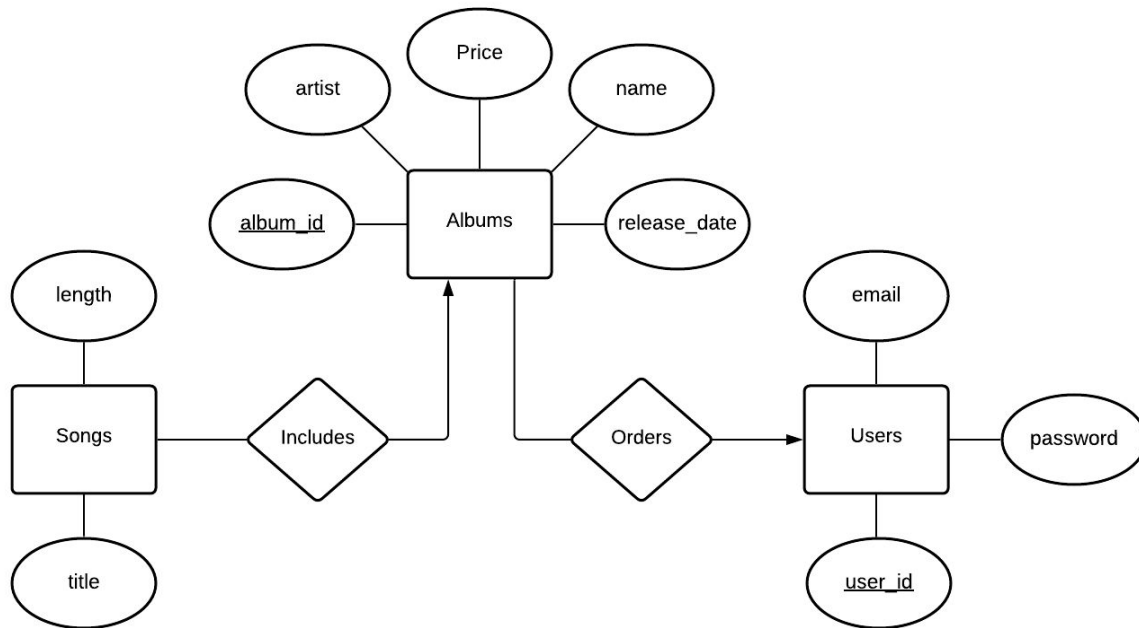 Price
artist
name
album_id
Albums
release_date
length
email
Songs
Includes
Orders
Users
password
title
user_id